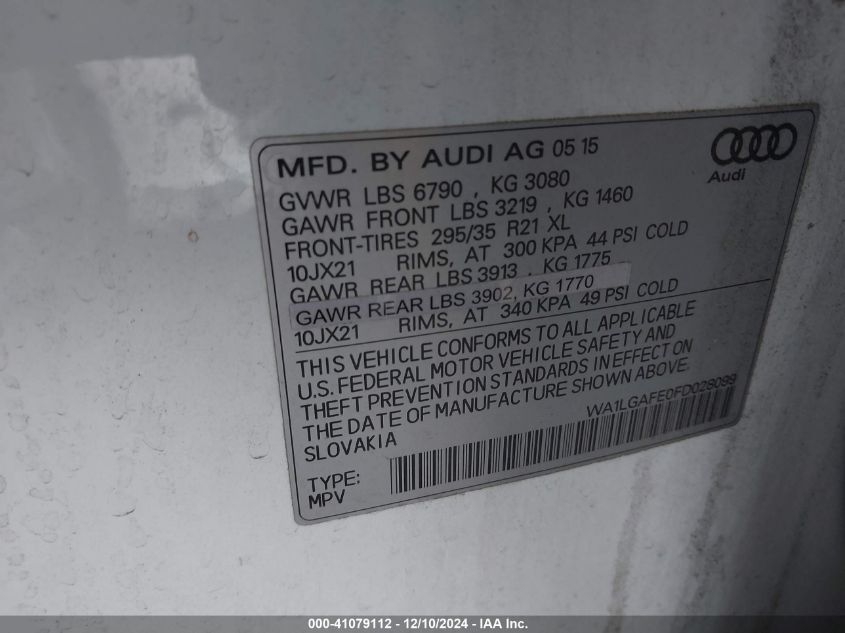 MFD. BY AUDI AG 05 15
Audi
GVWR LBS 6790 , KG 3080
GAWR FRONT LBS 3219 , KG 1460
FRONT-TIRES 295/35 R21 XL
10JX21 RIMS, AT 300 KPA 44 PSI COLD
GAWR REAR LBS 3913 , KG 1775
GAWR REAR LBS 3902, KG 1770
10JX21 RIMS, AT 340 KPA 49 PSI COLD
THIS VEHICLE CONFORMS TO ALL APPLICABLE
U.S. FEDERAL MOTOR VEHICLE SAFETY AND
THEFT PREVENTION STANDARDS IN EFFECT ON
THE DATE OF MANUFACTURE SHOWN ABOVE.
SLOVAKIA
WA1LGAFE0FD028099
TYPE:
MPV
000-41079112 - 12/10/2024 - IAA Inc.